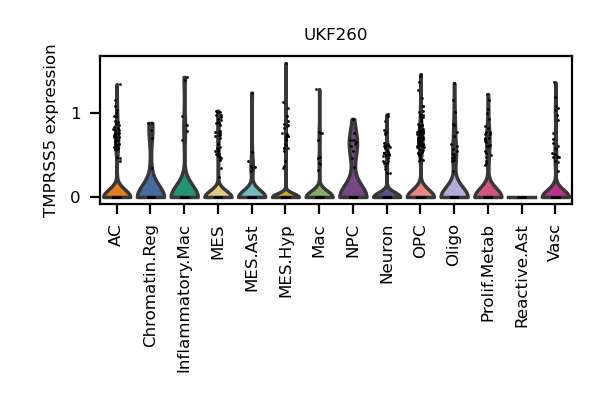 UKF260
TMPRSS5 expression
1
0
AC
Chromatin.Reg
Inflammatory.Mac
MES
MES.Ast
MES.Hyp
Mac
NPC
Neuron
OPC
Oligo
Prolif.Metab
Reactive.Ast
Vasc